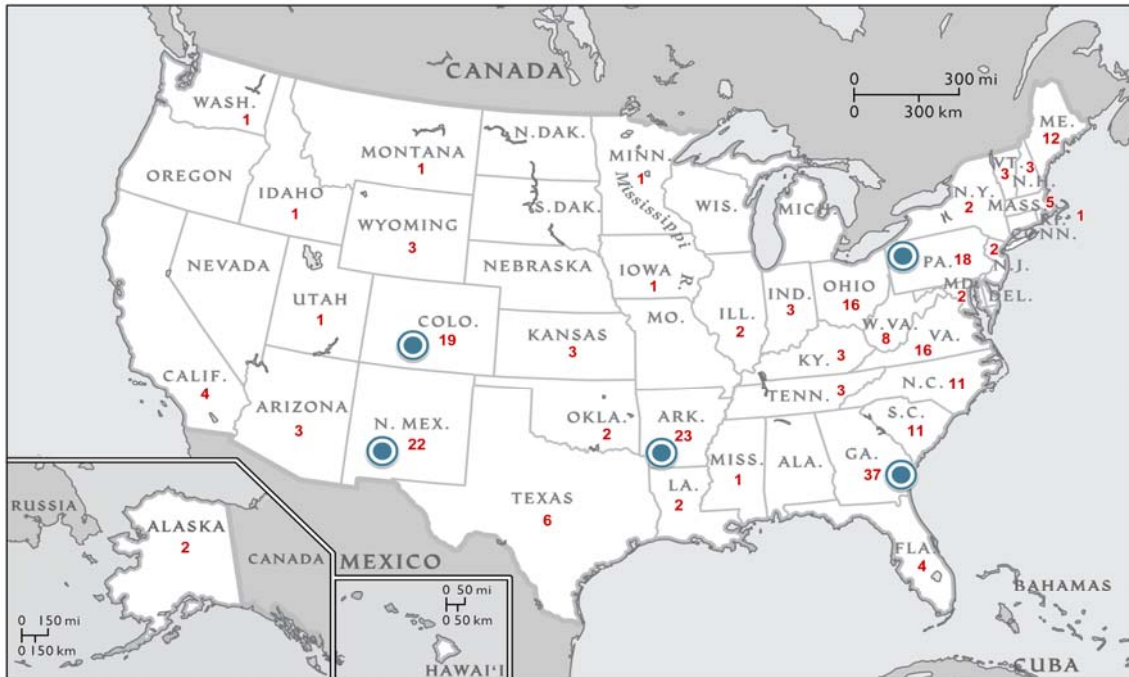 CANADA
0 300 mi
0 300 km
WASH.
1
MONTANA
1
N.DAK.
MINN.
1
ME.
12
VT.
3
3
N.H.
OREGON
IDAHO
1
WYOMING
3
S.DAK.
Mississippi R.
WIS.
MICH.
N.Y.
2
MASS.
5
R.I.
1
CONN.
NEVADA
UTAH
1
COLO.
19
NEBRASKA
IOWA
1
PA. 18
2
N.J.
MD.
2
DEL.
ILL.
2
IND.
3
OHIO
16
W.VA.
8
VA.
16
KANSAS
3
MO.
KY. 3
CALIF.
4
ARIZONA
3
N. MEX.
22
OKLA.
2
ARK.
23
TENN. 3
N.C. 11
S.C.
11
MISS.
1
ALA.
GA.
37
TEXAS
6
LA.
2
FLA.
4
RUSSIA
ALASKA
2
CANADA
0 150 mi
0 150 km
MEXICO
0 50 mi
0 50 km
HAWAI‘I
BAHAMAS
CUBA